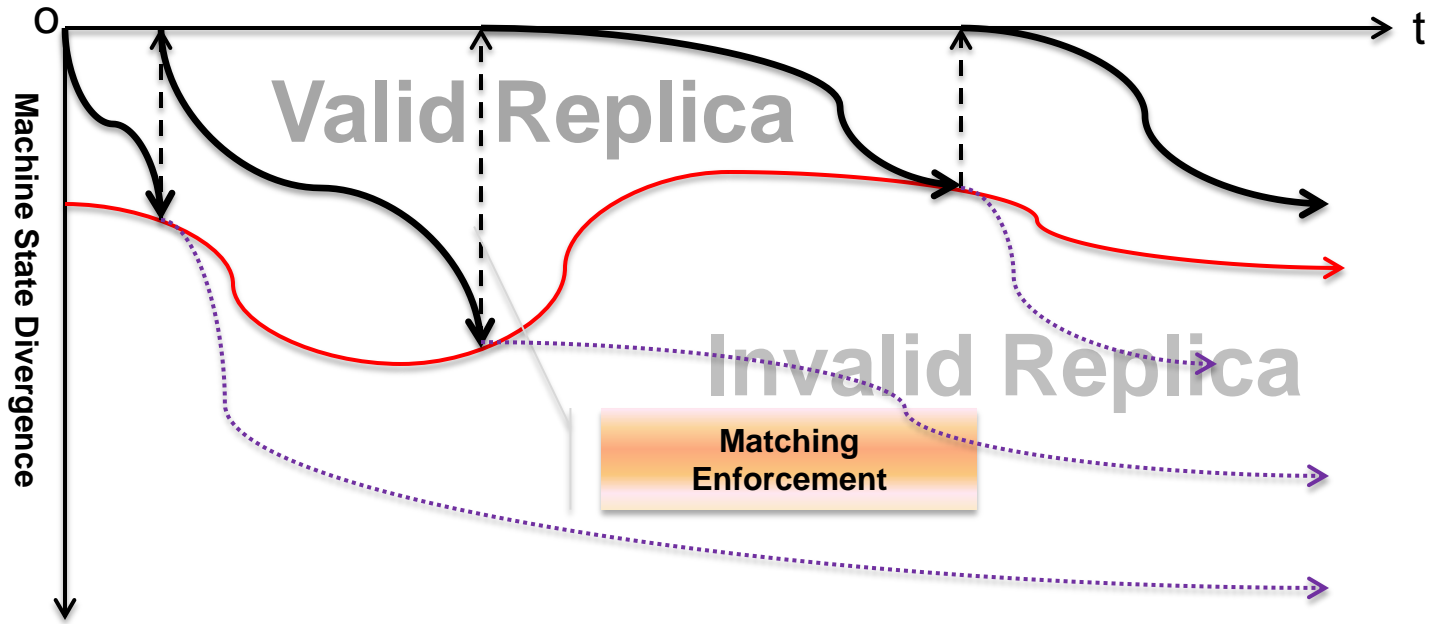 O
t
Machine State Divergence
Valid Replica
Invalid Replica
Matching
Enforcement